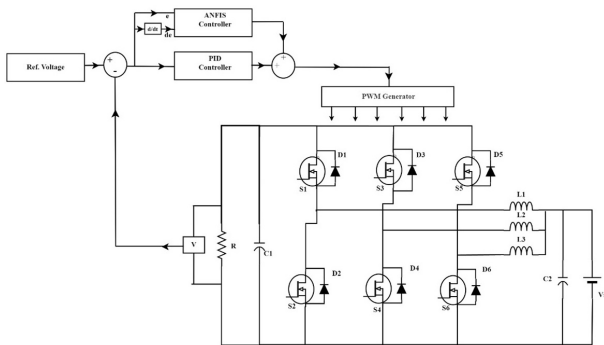 ANFIS
Controller
e
d/dt
de
Ref. Voltage
+
-
PID
Controller
+
+
PWM Generator
D1
D3
D5
S1
S3
S5
L1
L2
L3
V
R
C1
D2
D4
D6
S2
S4
S6
C2